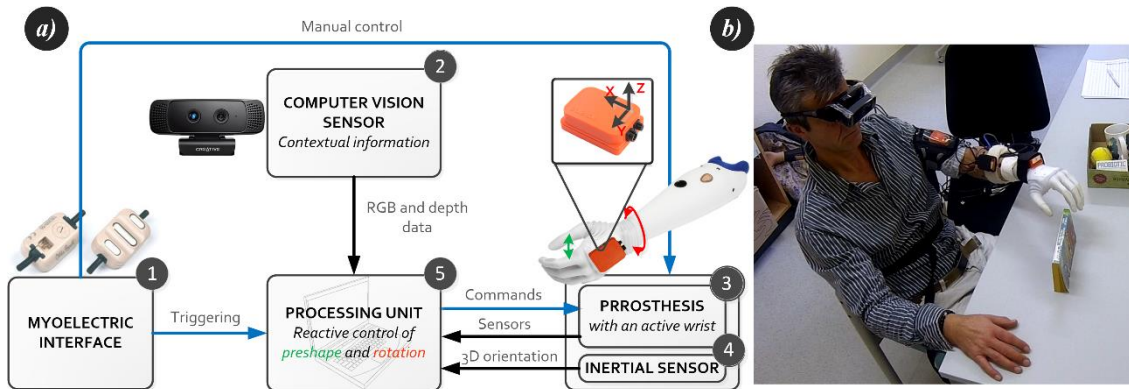 a)
Manual control
b)
2
COMPUTER VISION
SENSOR
Contextual information
CREATIVE
X
Z
Y
RGB and depth
data
1
MYOELECTRIC
INTERFACE
Triggering
5
PROCESSING UNIT
Reactive control of
preshape and rotation
Commands
Sensors
3D orientation
3
PRROSTHESIS
with an active wrist
4
INERTIAL SENSOR